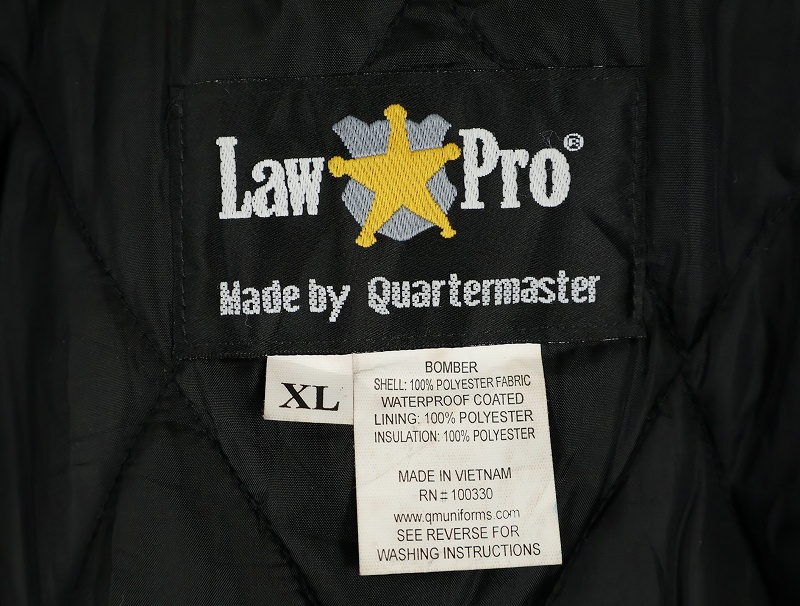 Law Pro®
Made by Quartermaster
XL
BOMBER
SHELL: 100% POLYESTER FABRIC
WATERPROOF COATED
LINING: 100% POLYESTER
INSULATION: 100% POLYESTER
MADE IN VIETNAM
RN# 100330
www.qmuniforms.com
SEE REVERSE FOR
WASHING INSTRUCTIONS